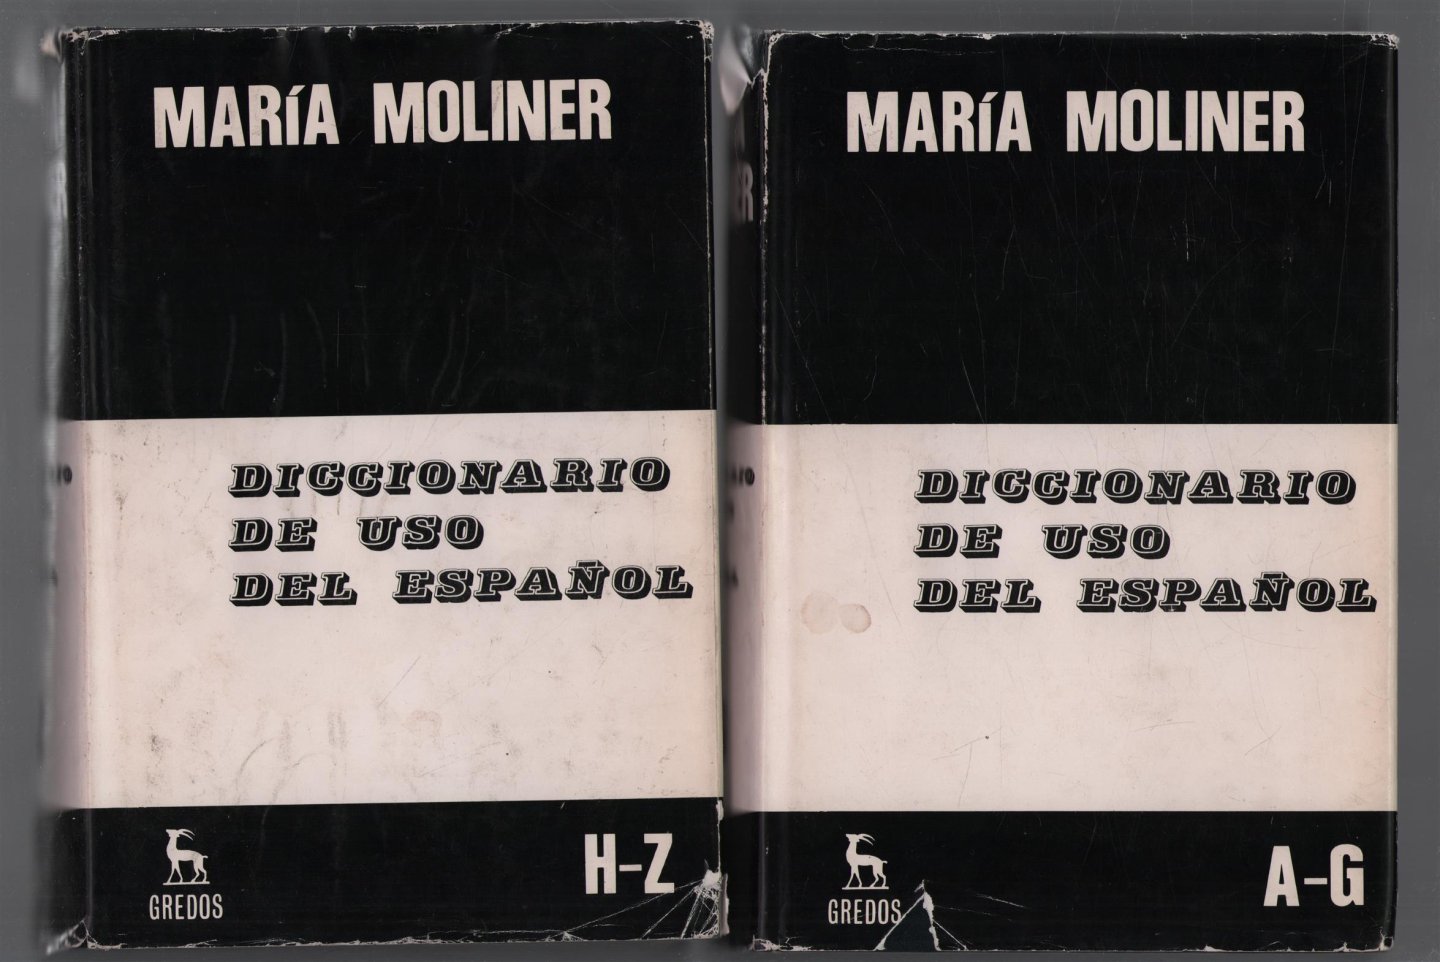 MARÍA MOLINER
DICCIONARIO
DE USO
DEL ESPAÑOL
H-Z
GREDOS
MARÍA MOLINER
DICCIONARIO
DE USO
DEL ESPAÑOL
A-G
GREDOS